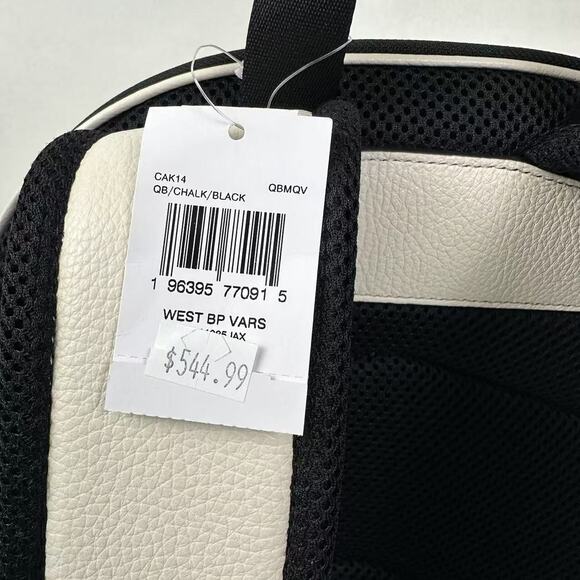 CAK14
QB/CHALK/BLACK QBMQV
1 96395 77091 5
WEST BP VARS
$544.99